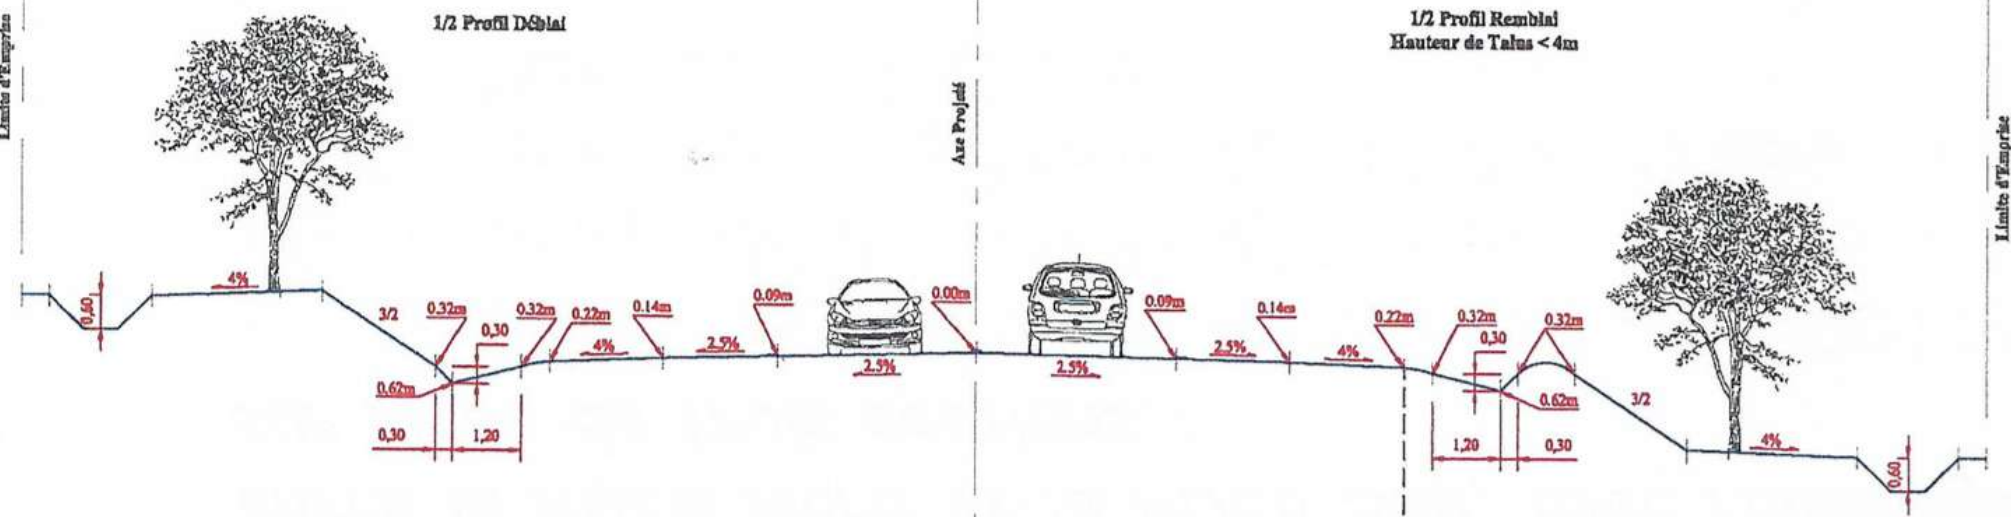 Limite d'Emprise
1/2 Profil Déblai
Axe Projeté
1/2 Profil Remblai
Hauteur de Talus < 4m
Limite d'Emprise
0,60
4%
3/2
0.32m
0,30
0.32m
0.22m
4%
0.14m
2.5%
0.09m
2.5%
0.00m
2.5%
0.09m
2.5%
0.14m
4%
0.22m
0.32m
0,30
0.32m
3/2
4%
0,60
0.62m
0.62m
0,30
1,20
1,20
0,30